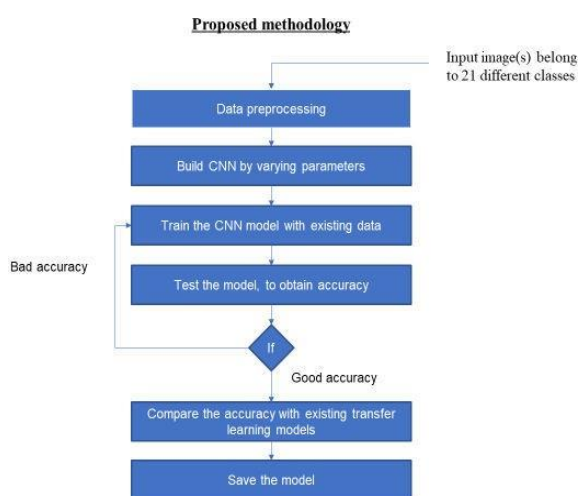 Proposed methodology
Input image(s) belong
to 21 different classes
Data preprocessing
Build CNN by varying parameters
Train the CNN model with existing data
Bad accuracy
Test the model, to obtain accuracy
If
Good accuracy
Compare the accuracy with existing transfer
learning models
Save the model